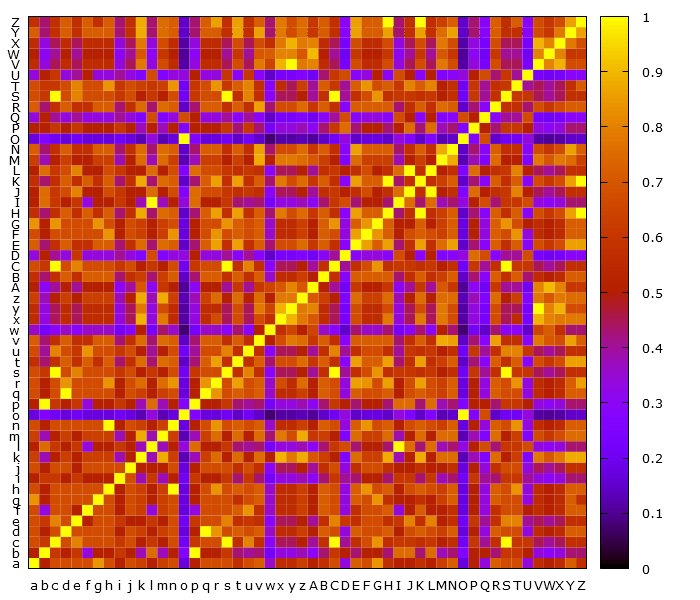 Z
Y
X
W
V
U
T
S
R
Q
P
O
N
M
L
K
J
I
H
G
F
E
D
C
B
A
z
y
x
w
v
u
t
s
r
q
p
o
n
m
l
k
j
i
h
g
f
e
d
c
b
a
a b c d e f g h i j k l m n o p q r s t u v w x y z A B C D E F G H I J K L M N O P Q R S T U V W X Y Z
1
0.9
0.8
0.7
0.6
0.5
0.4
0.3
0.2
0.1
0